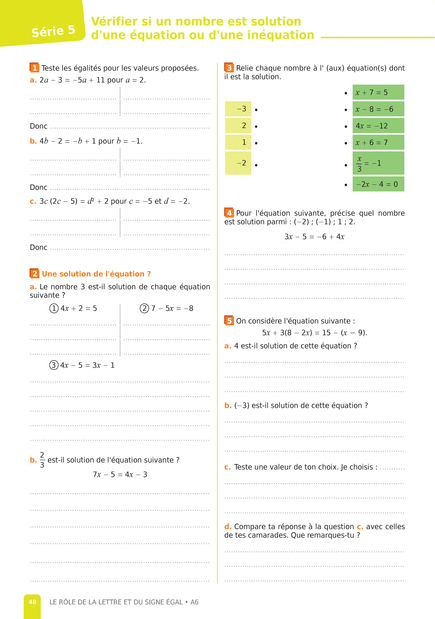 Série 5
Vérifier si un nombre est solution
d'une équation ou d'une inéquation
1 Teste les égalités pour les valeurs proposées.
a. 2a − 3 = −5a + 11 pour a = 2.
Donc
b. 4b − 2 = −b + 1 pour b = −1.
Donc
c. 3c (2c − 5) = d² + 2 pour c = −5 et d = −2.
Donc
2 Une solution de l'équation ?
a. Le nombre 3 est-il solution de chaque équation
suivante ?
① 4x + 2 = 5
② 7 − 5x = −8
③ 4x − 5 = 3x − 1
b. 2/3 est-il solution de l'équation suivante ?
7x − 5 = 4x − 3
3 Relie chaque nombre à l' (aux) équation(s) dont
il est la solution.
• x + 7 = 5
−3 • • x − 8 = −6
2 • • 4x = −12
1 • • x + 6 = 7
−2 • • x/3 = −1
• −2x − 4 = 0
4 Pour l'équation suivante, précise quel nombre
est solution parmi : (−2) ; (−1) ; 1 ; 2.
3x − 5 = −6 + 4x
5 On considère l'équation suivante :
5x + 3(8 − 2x) = 15 − (x − 9).
a. 4 est-il solution de cette équation ?
b. (−3) est-il solution de cette équation ?
c. Teste une valeur de ton choix. Je choisis :
d. Compare ta réponse à la question c. avec celles
de tes camarades. Que remarques-tu ?
LE RÔLE DE LA LETTRE ET DU SIGNE ÉGAL • A6